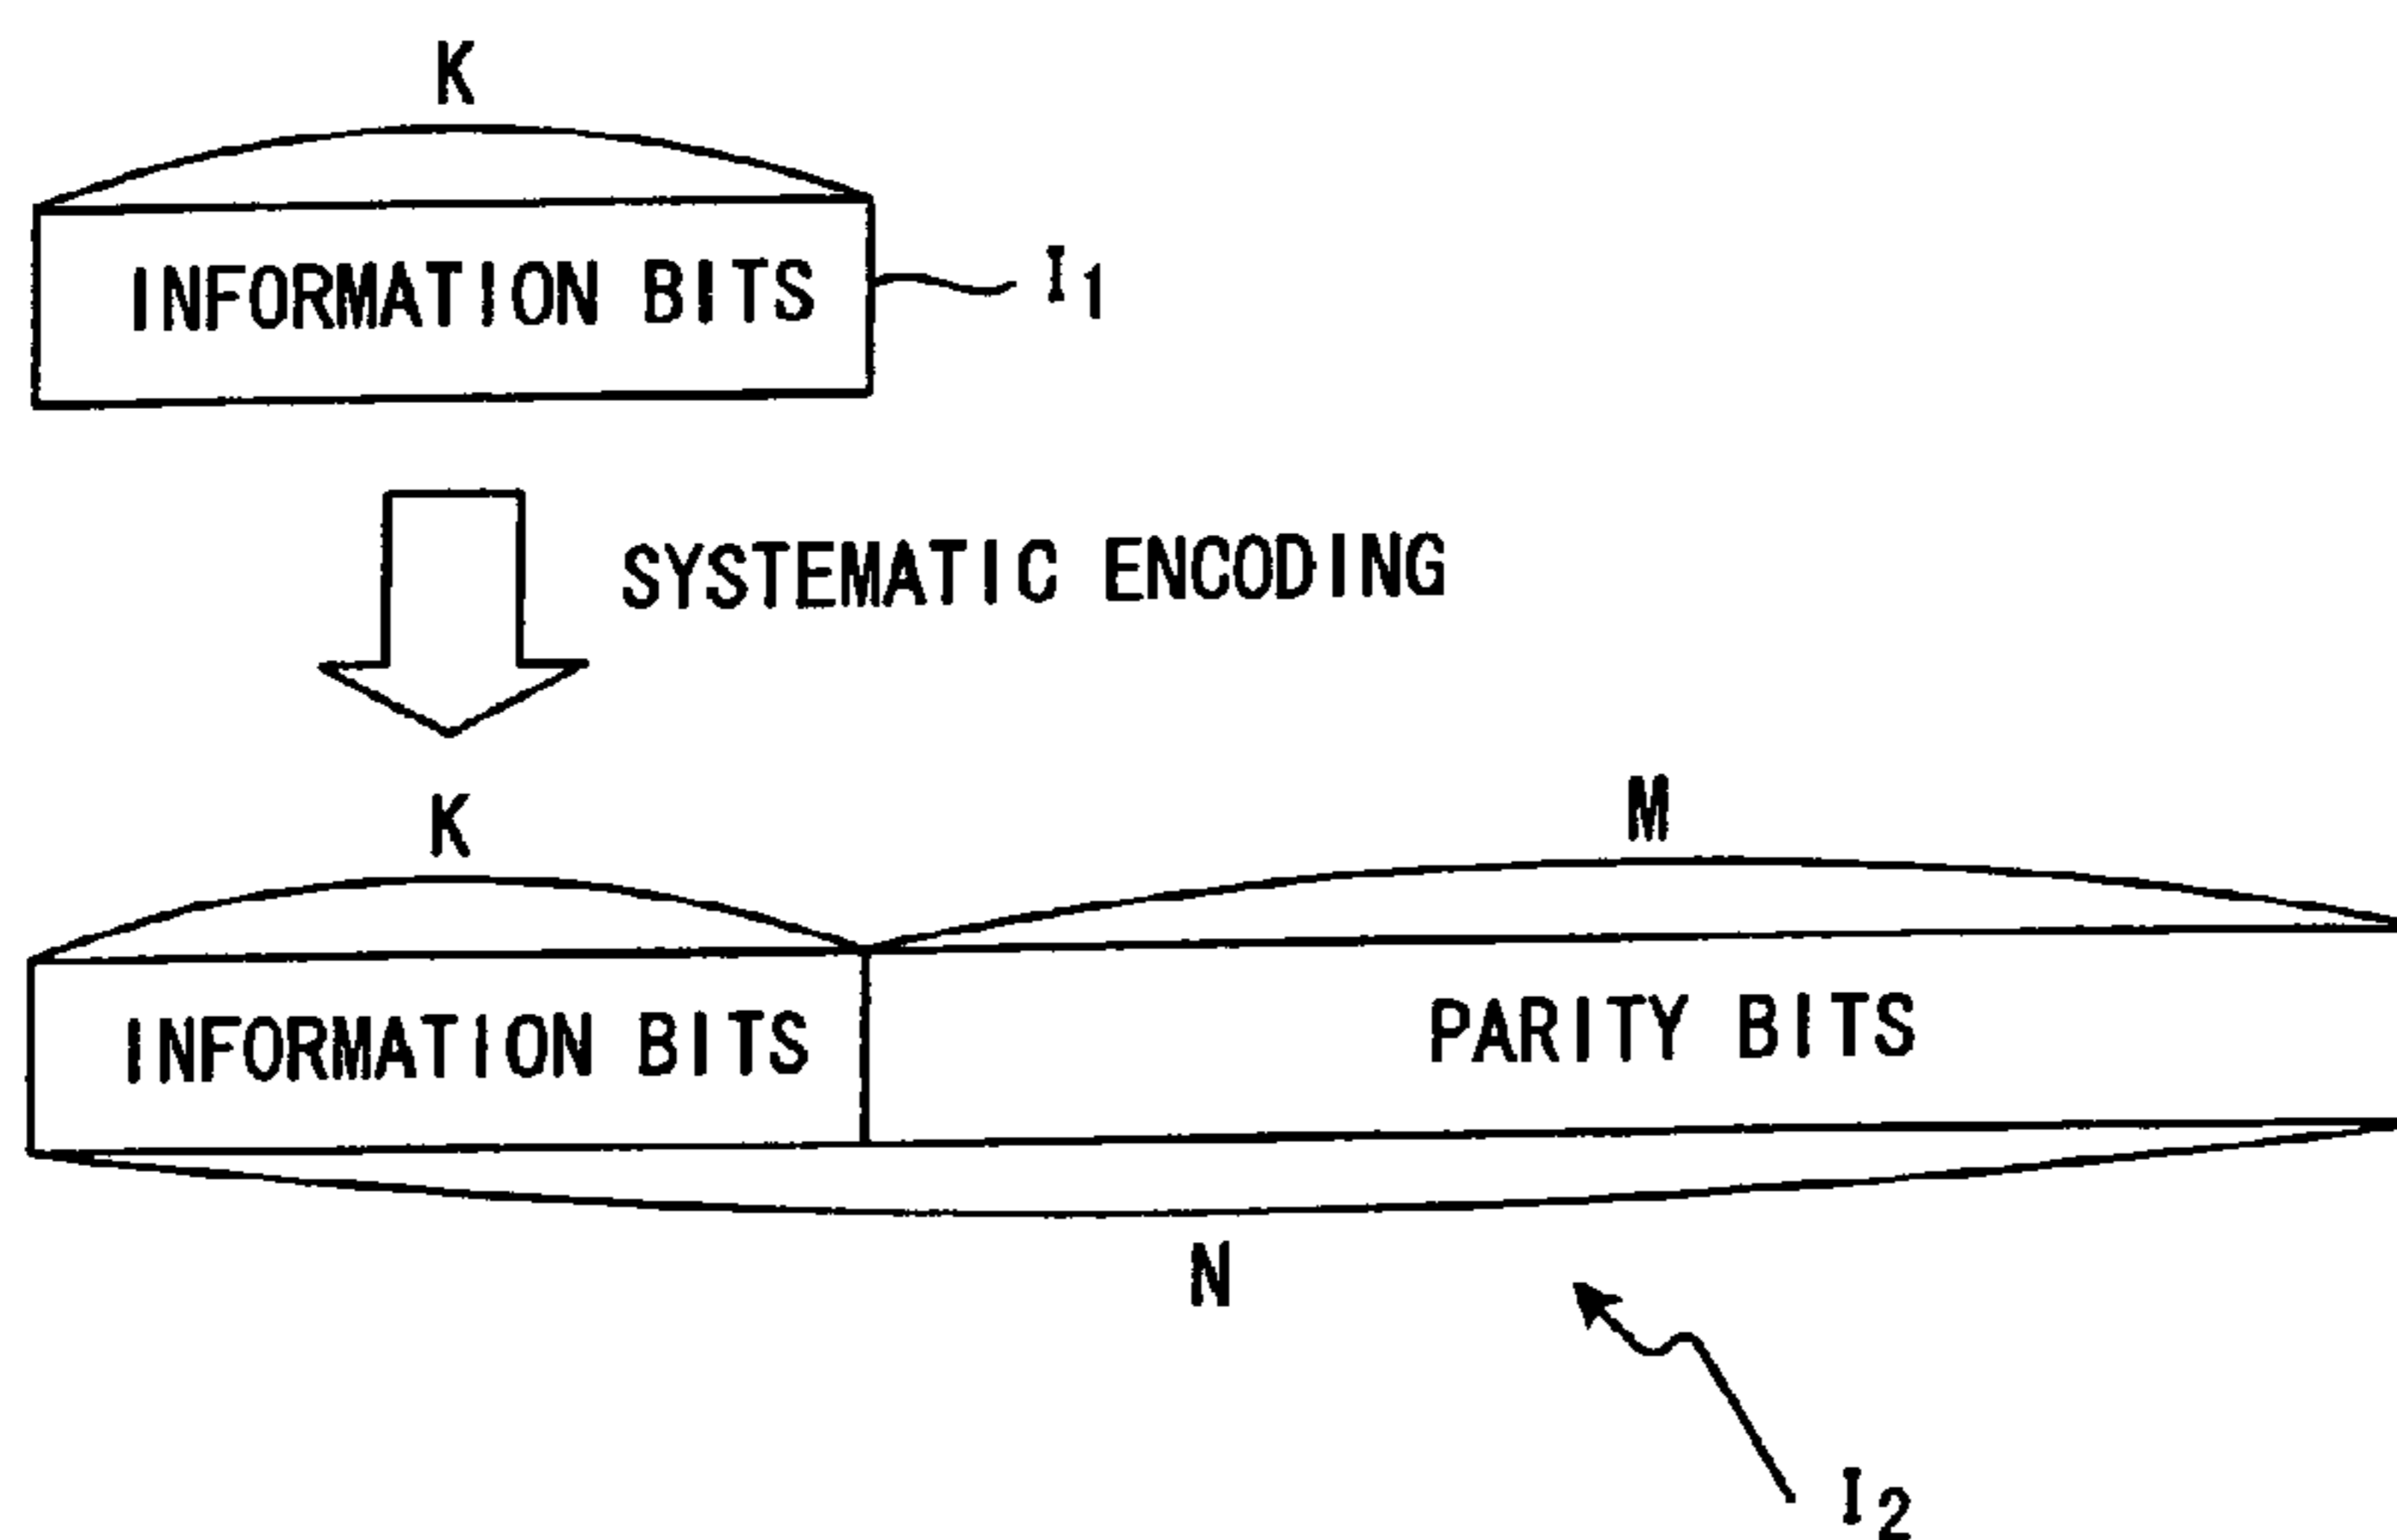 K
INFORMATION BITS I1
SYSTEMATIC ENCODING
K M
INFORMATION BITS PARITY BITS
N
I2